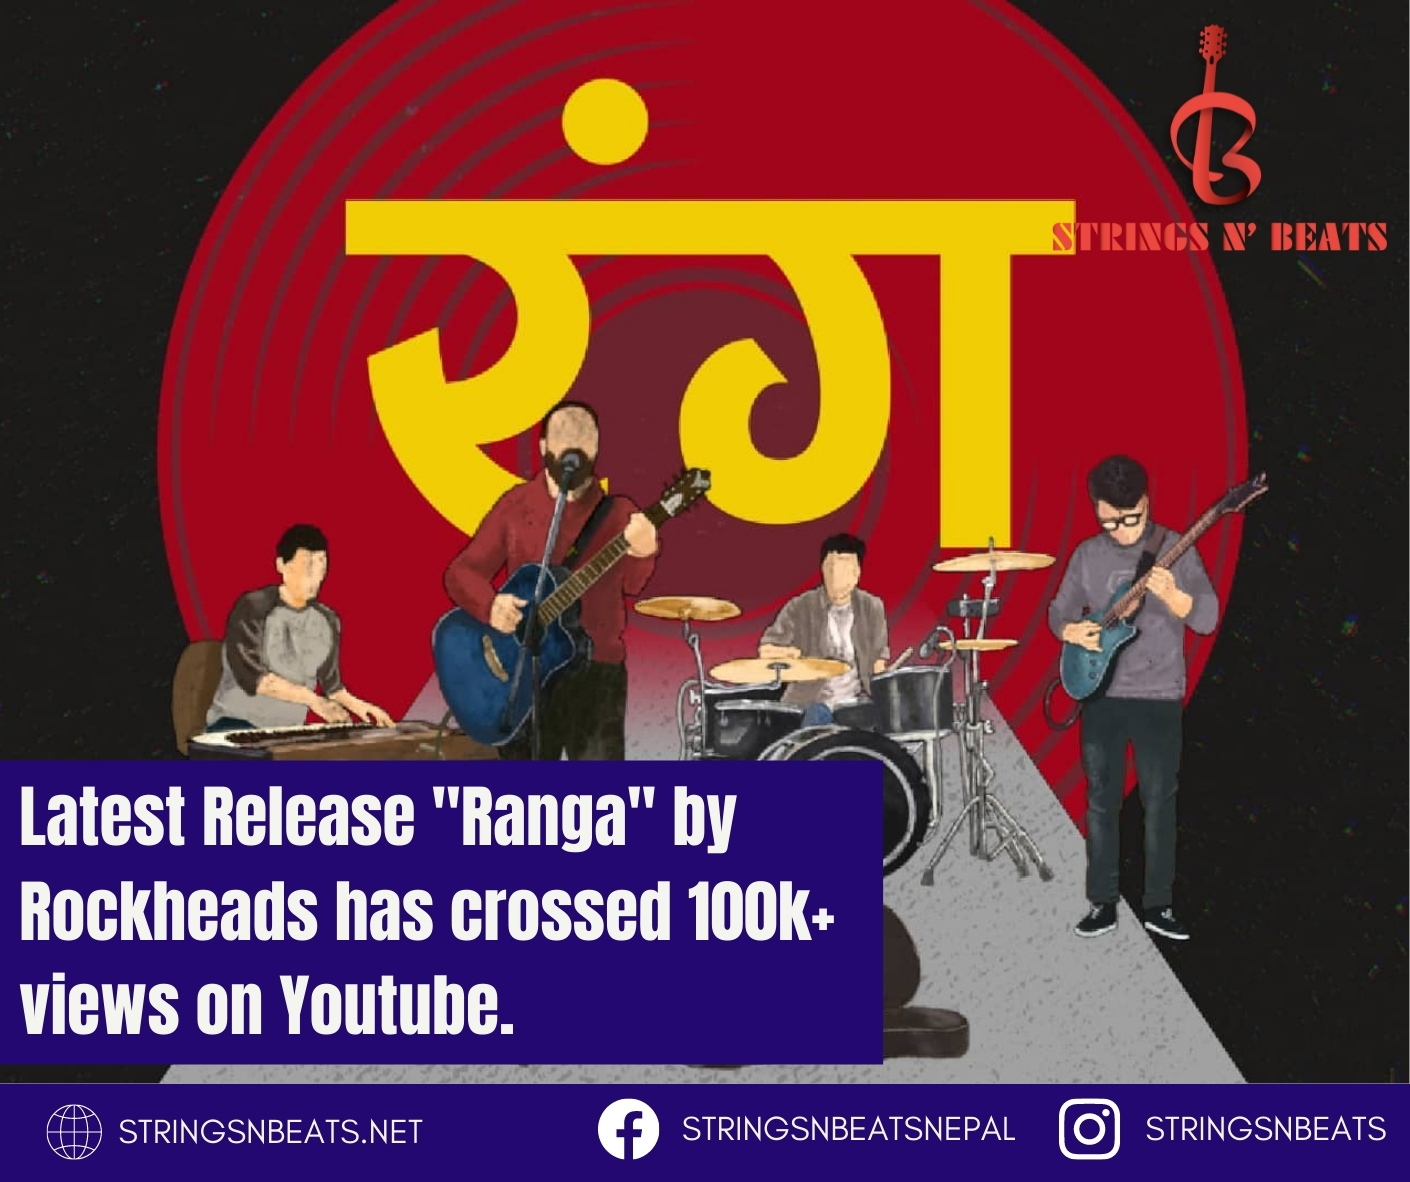 रंग
STRINGS N' BEATS
Latest Release "Ranga" by
Rockheads has crossed 100k+
views on Youtube.
STRINGSNBEATS.NET
STRINGSNBEATSNEPAL
STRINGSNBEATS